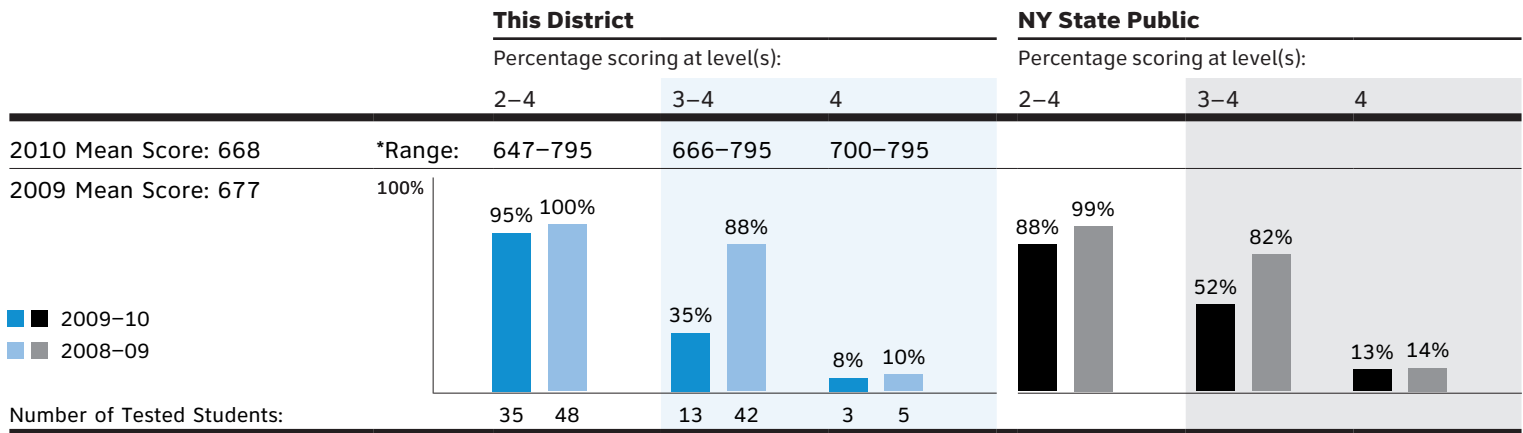 This District NY State Public
Percentage scoring at level(s): Percentage scoring at level(s):
2–4 3–4 4 2–4 3–4 4
2010 Mean Score: 668 *Range: 647–795 666–795 700–795
2009 Mean Score: 677 100%
95% 100% 88% 35% 8% 10% 88% 99% 52% 82% 13% 14%
2009–10
2008–09
Number of Tested Students: 35 48 13 42 3 5